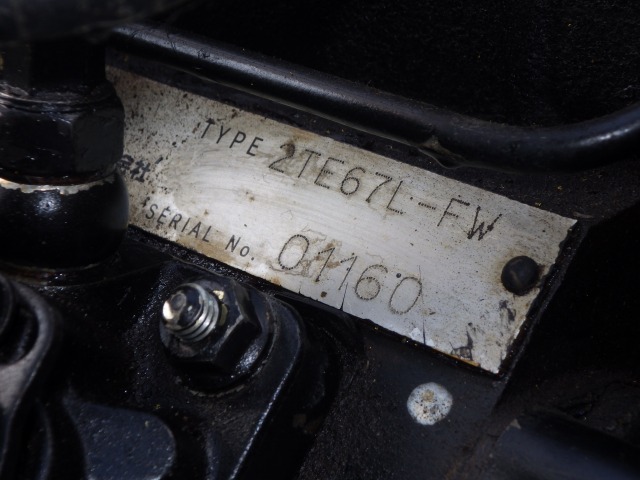 TYPE 2TE67L-FW
SERIAL No. 01160